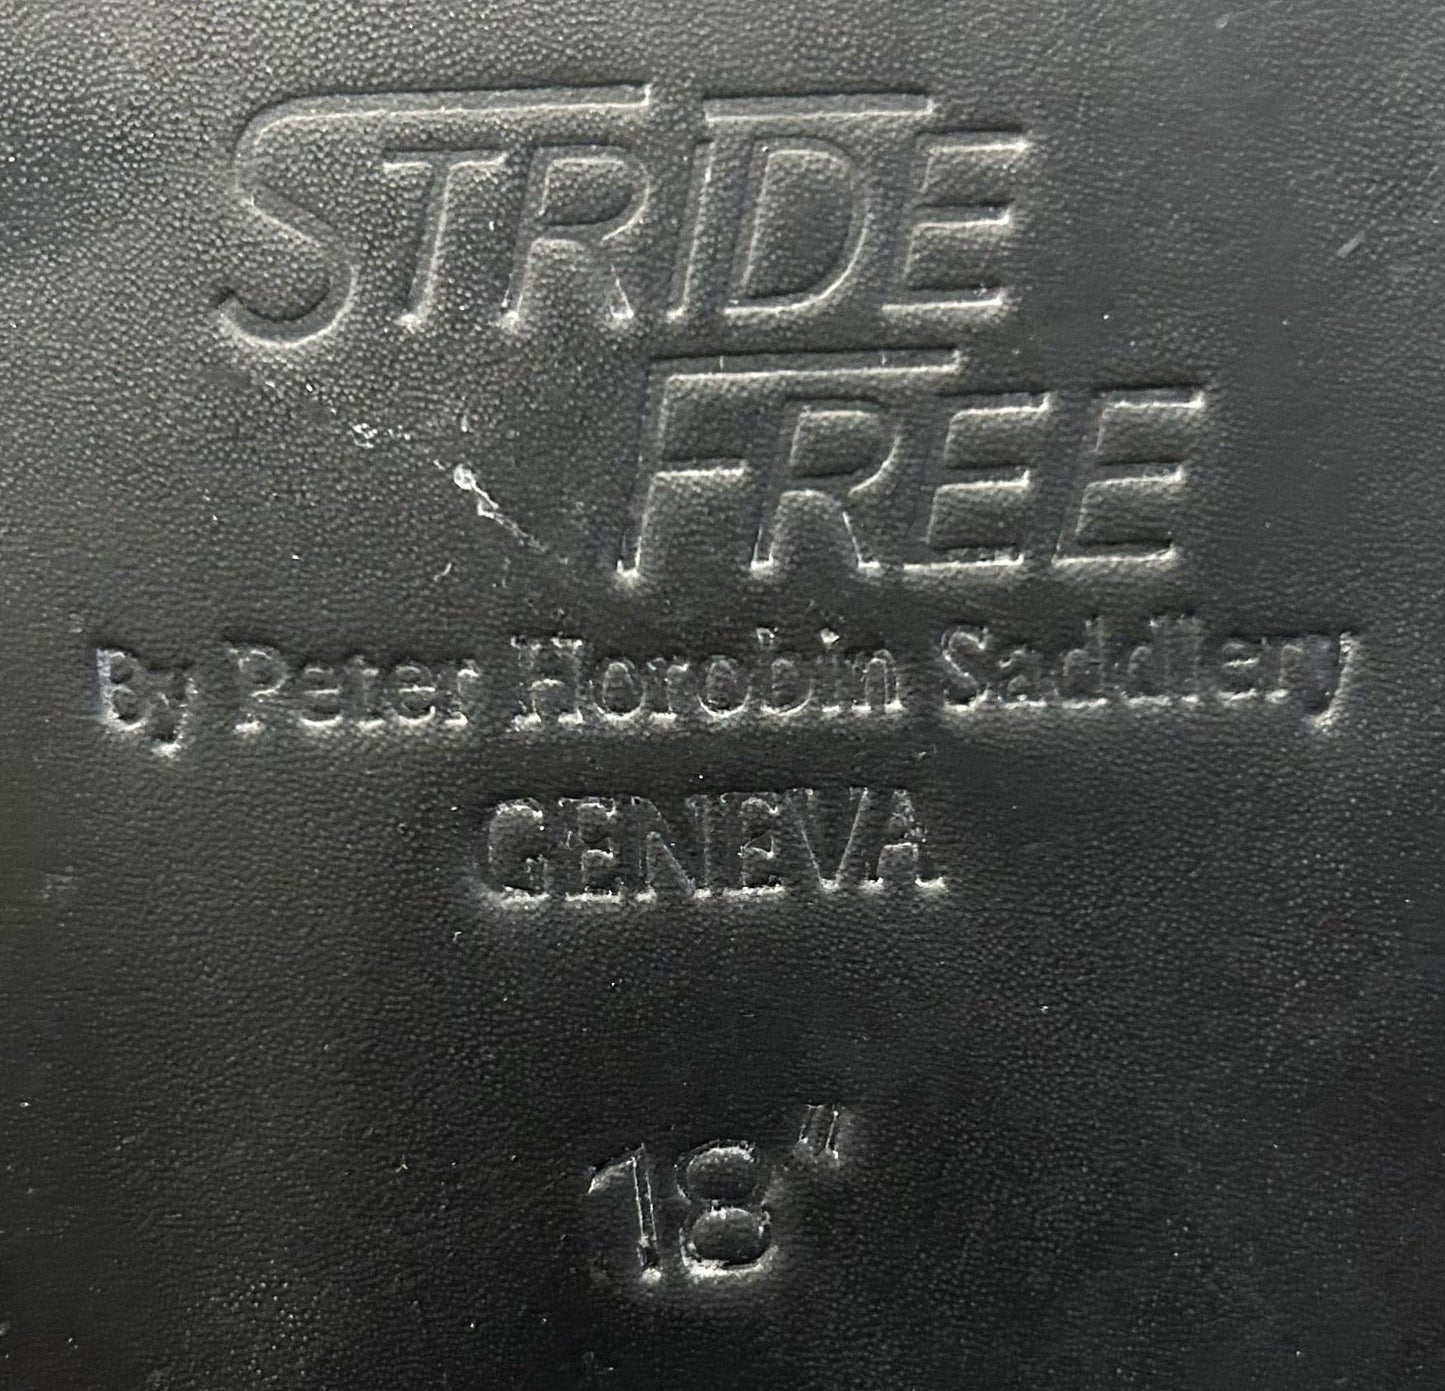 STRIDE
FREE
By Peter Horobin Saddlery
GENEVA
18"